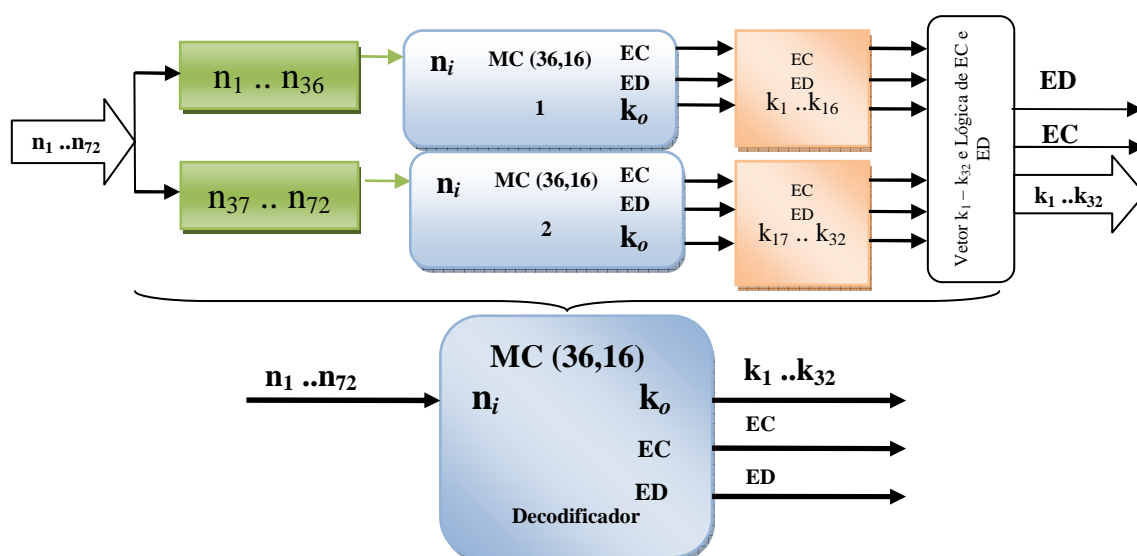 n1 ..n72
n1 .. n36
n37 .. n72
ni
MC (36,16)
1
EC
ED
ko
ni
MC (36,16)
2
EC
ED
ko
EC
ED
k1 ..k16
EC
ED
k17 .. k32
Vetor k1 – k32 e Lógica de EC e
ED
ED
EC
k1 ..k32
n1 ..n72
MC (36,16)
ni
ko
EC
ED
Decodificador
k1 ..k32
EC
ED